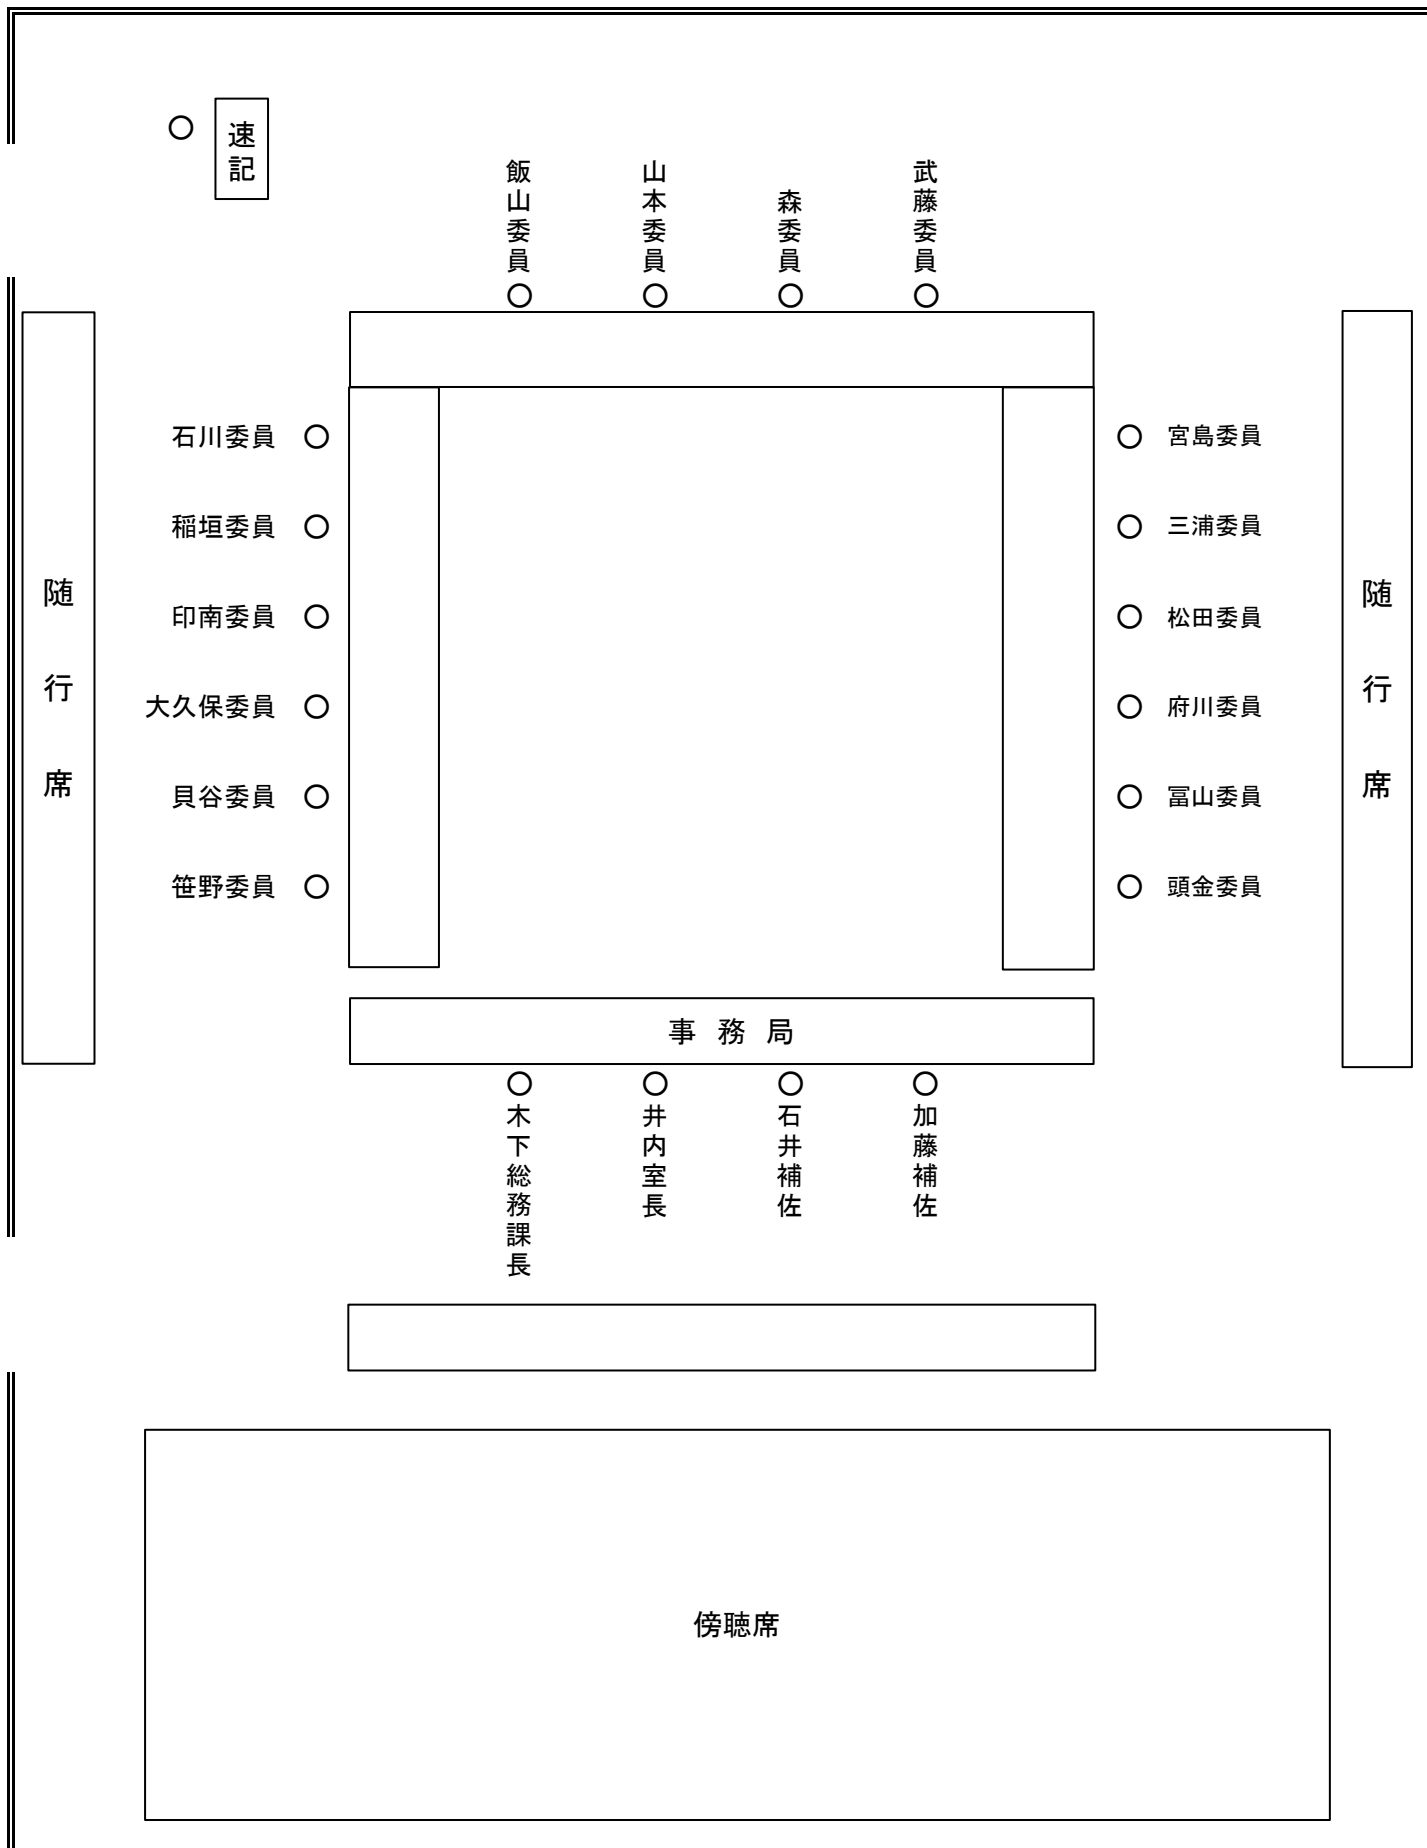 速記
飯山委員
山本委員
森委員
武藤委員
石川委員
稲垣委員
印南委員
大久保委員
貝谷委員
笹野委員
宮島委員
三浦委員
松田委員
府川委員
冨山委員
頭金委員
随行席
随行席
事務局
木下総務課長
井内室長
石井補佐
加藤補佐
傍聴席